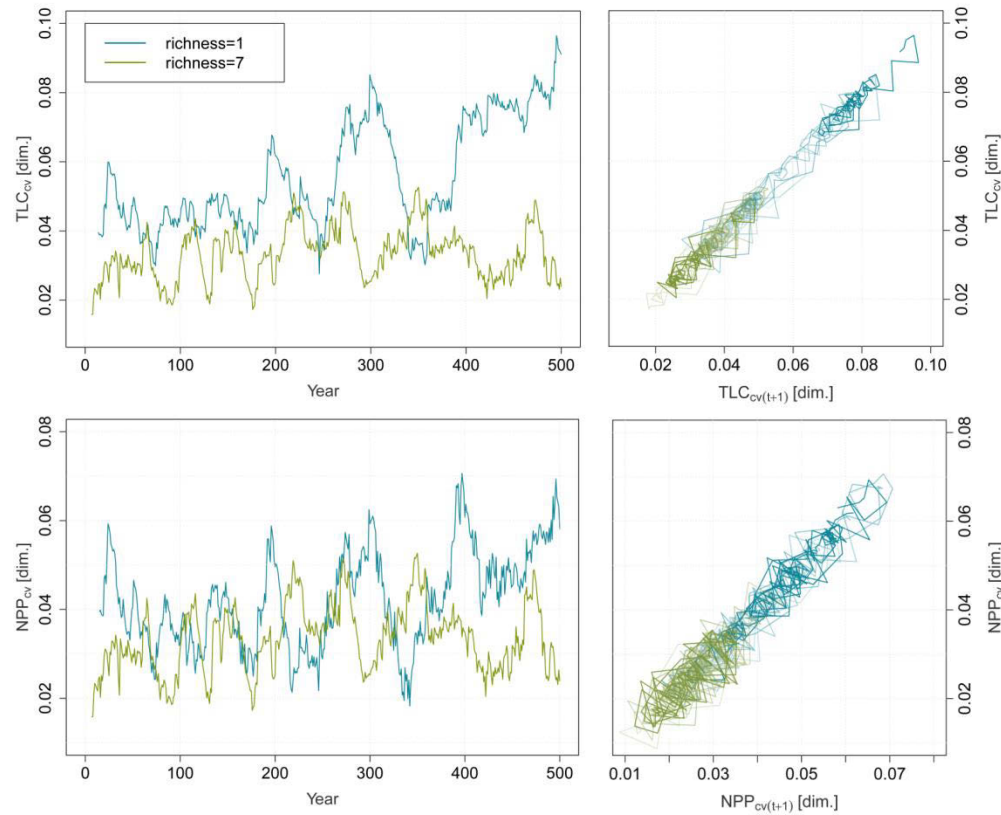 richness=1
richness=7
TLCcv [dim.]
0.02 0.04 0.06 0.08 0.10
0 100 200 300 400 500
Year
TLCcv [dim.]
0.02 0.04 0.06 0.08 0.10
0.02 0.04 0.06 0.08 0.10
TLCcv(t+1) [dim.]
NPPcv [dim.]
0.02 0.04 0.06 0.08
0 100 200 300 400 500
Year
NPPcv [dim.]
0.02 0.04 0.06 0.08
0.01 0.03 0.05 0.07
NPPcv(t+1) [dim.]